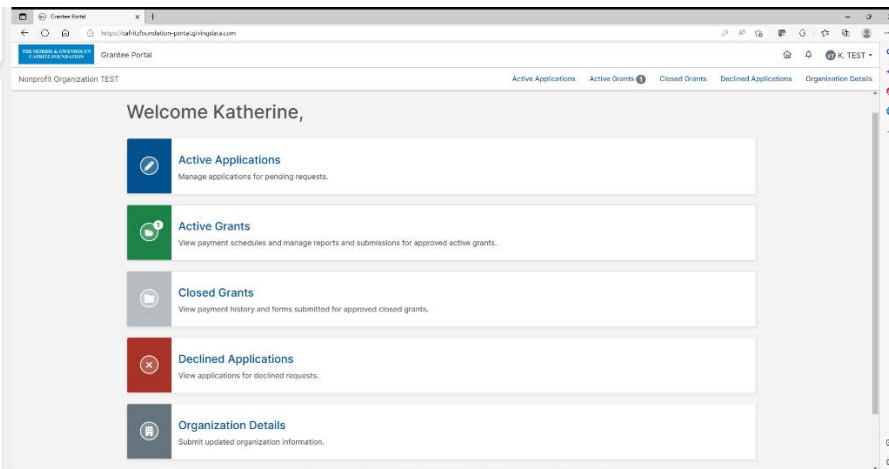 Grantee Portal
https://cafritzfoundation-portal.givingdata.com
THE MORRIS & GWENDOLYN
CAFRITZ FOUNDATION
Grantee Portal
KT K. TEST
Nonprofit Organization TEST
Active Applications Active Grants 1 Closed Grants Declined Applications Organization Details
Welcome Katherine,
Active Applications
Manage applications for pending requests.
1
Active Grants
View payment schedules and manage reports and submissions for approved active grants.
Closed Grants
View payment history and forms submitted for approved closed grants.
Declined Applications
View applications for declined requests.
Organization Details
Submit updated organization information.